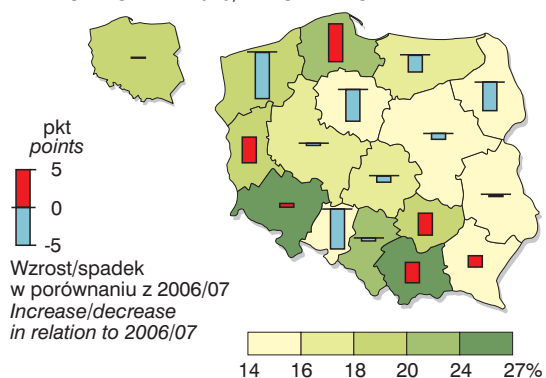 pkt
points
5
0
-5
Wzrost/spadek
w porównaniu z 2006/07
Increase/decrease
in relation to 2006/07
14 16 18 20 24 27%